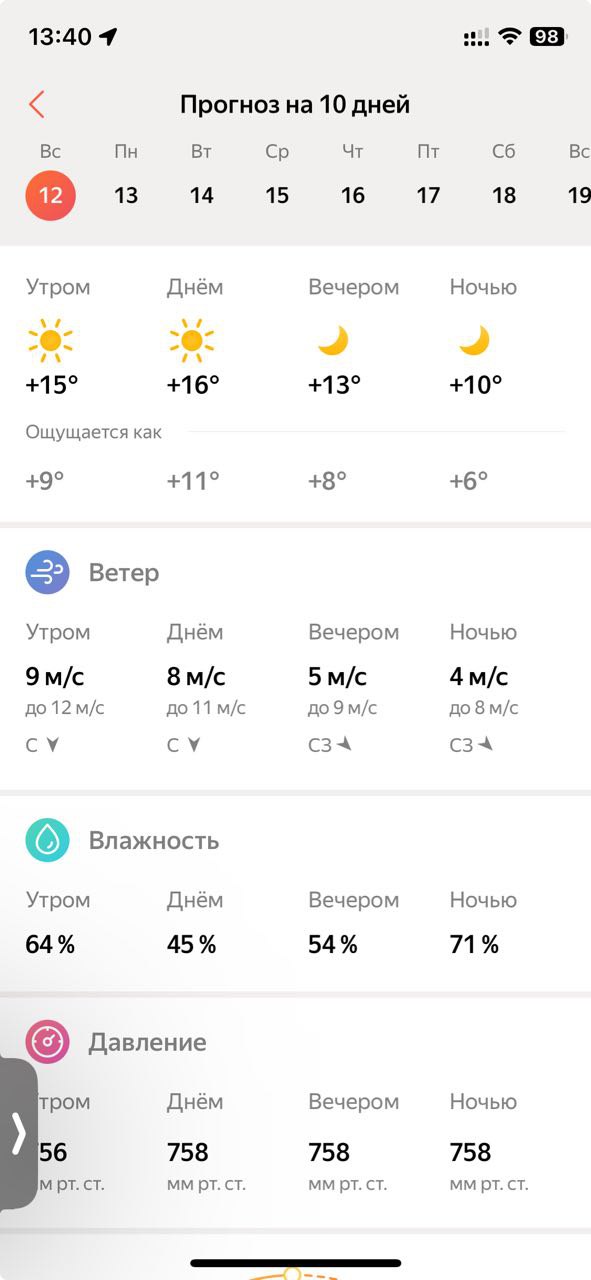 13:40 98
Прогноз на 10 дней
Вс Пн Вт Ср Чт Пт Сб Вс
12 13 14 15 16 17 18 19
Утром Днём Вечером Ночью
+15° +16° +13° +10°
Ощущается как
+9° +11° +8° +6°
Ветер
Утром Днём Вечером Ночью
9 м/с 8 м/с 5 м/с 4 м/с
до 12 м/с до 11 м/с до 9 м/с до 8 м/с
С С СЗ СЗ
Влажность
Утром Днём Вечером Ночью
64 % 45 % 54 % 71 %
Давление
тром Днём Вечером Ночью
56 758 758 758
м рт. ст. мм рт. ст. мм рт. ст. мм рт. ст.